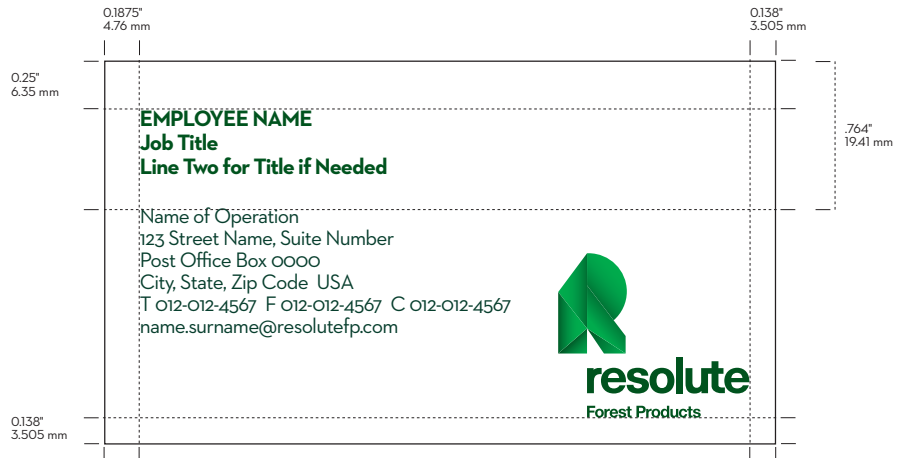 0.1875"
4.76 mm
0.138"
3.505 mm
0.25"
6.35 mm
.764"
19.41 mm
EMPLOYEE NAME
Job Title
Line Two for Title if Needed
Name of Operation
123 Street Name, Suite Number
Post Office Box 0000
City, State, Zip Code  USA
T 012-012-4567  F 012-012-4567  C 012-012-4567
name.surname@resolutefp.com
resolute
Forest Products
0.138"
3.505 mm